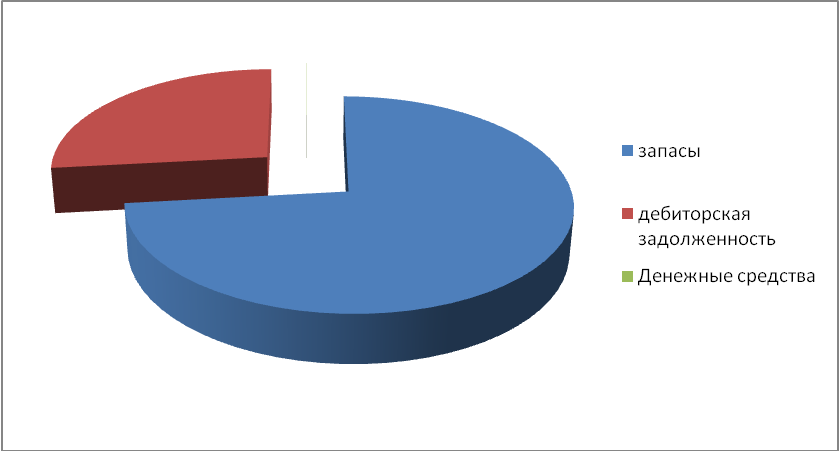 запасы
дебиторская
задолженность
Денежные средства